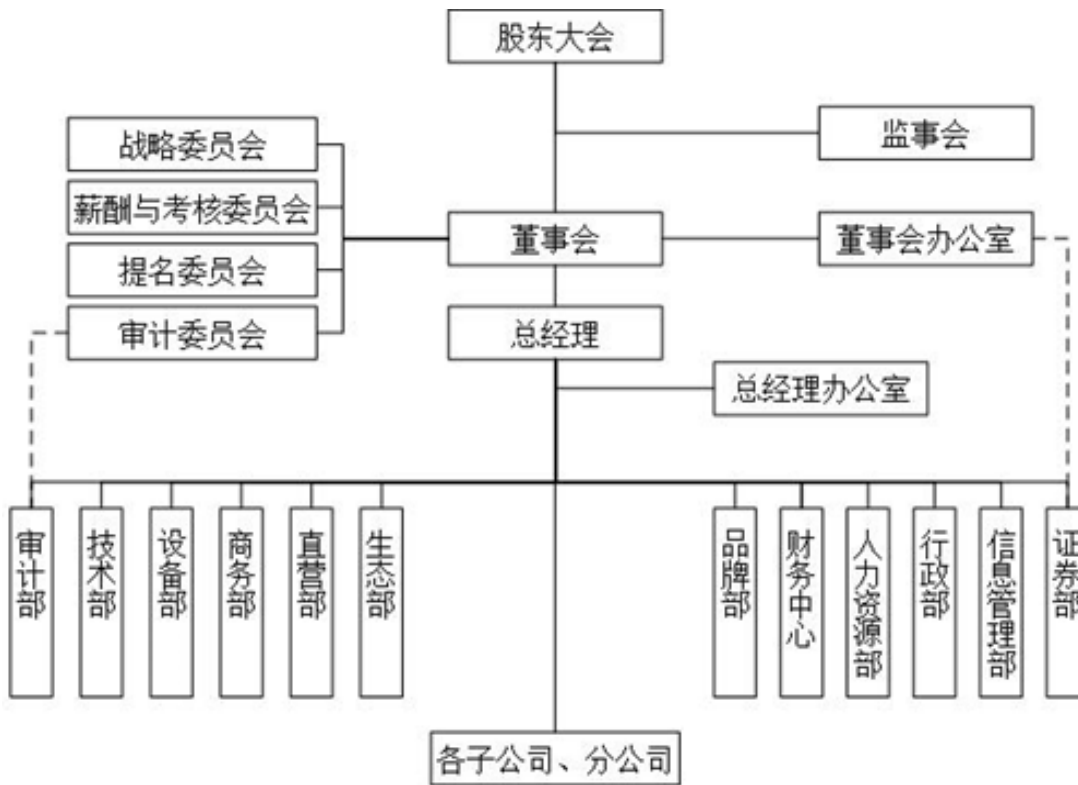 股东大会
监事会
战略委员会
薪酬与考核委员会
提名委员会
审计委员会
董事会
董事会办公室
总经理
总经理办公室
审计部
技术部
设备部
商务部
直营部
生态部
品牌部
财务中心
人力资源部
行政部
信息管理部
证券部
各子公司、分公司